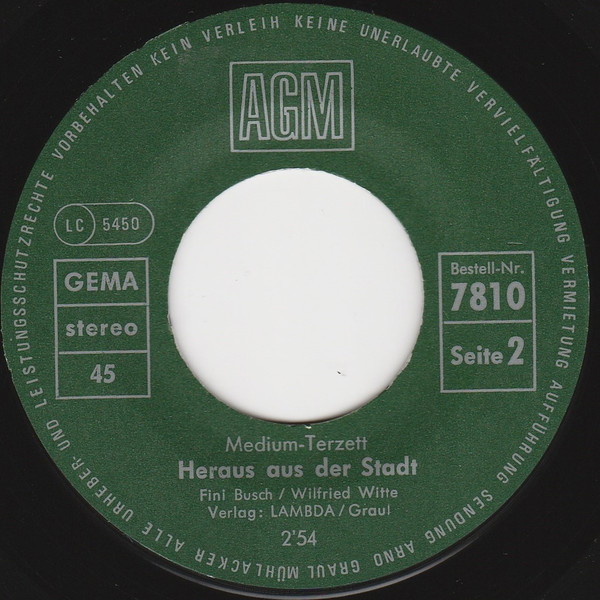 ALLE URHEBER- UND LEISTUNGSSCHUTZRECHTE VORBEHALTEN KEIN VERLEIH KEINE UNERLAUBTE VERVIELFÄLTIGUNG VERMIETUNG AUFFÜHRUNG SENDUNG ARNO GRAUL MÜHLACKER
AGM
LC 5450
GEMA
stereo
45
Bestell-Nr.
7810
Seite 2
Medium-Terzett
Heraus aus der Stadt
Fini Busch / Wilfried Witte
Verlag: LAMBDA / Graul
2'54